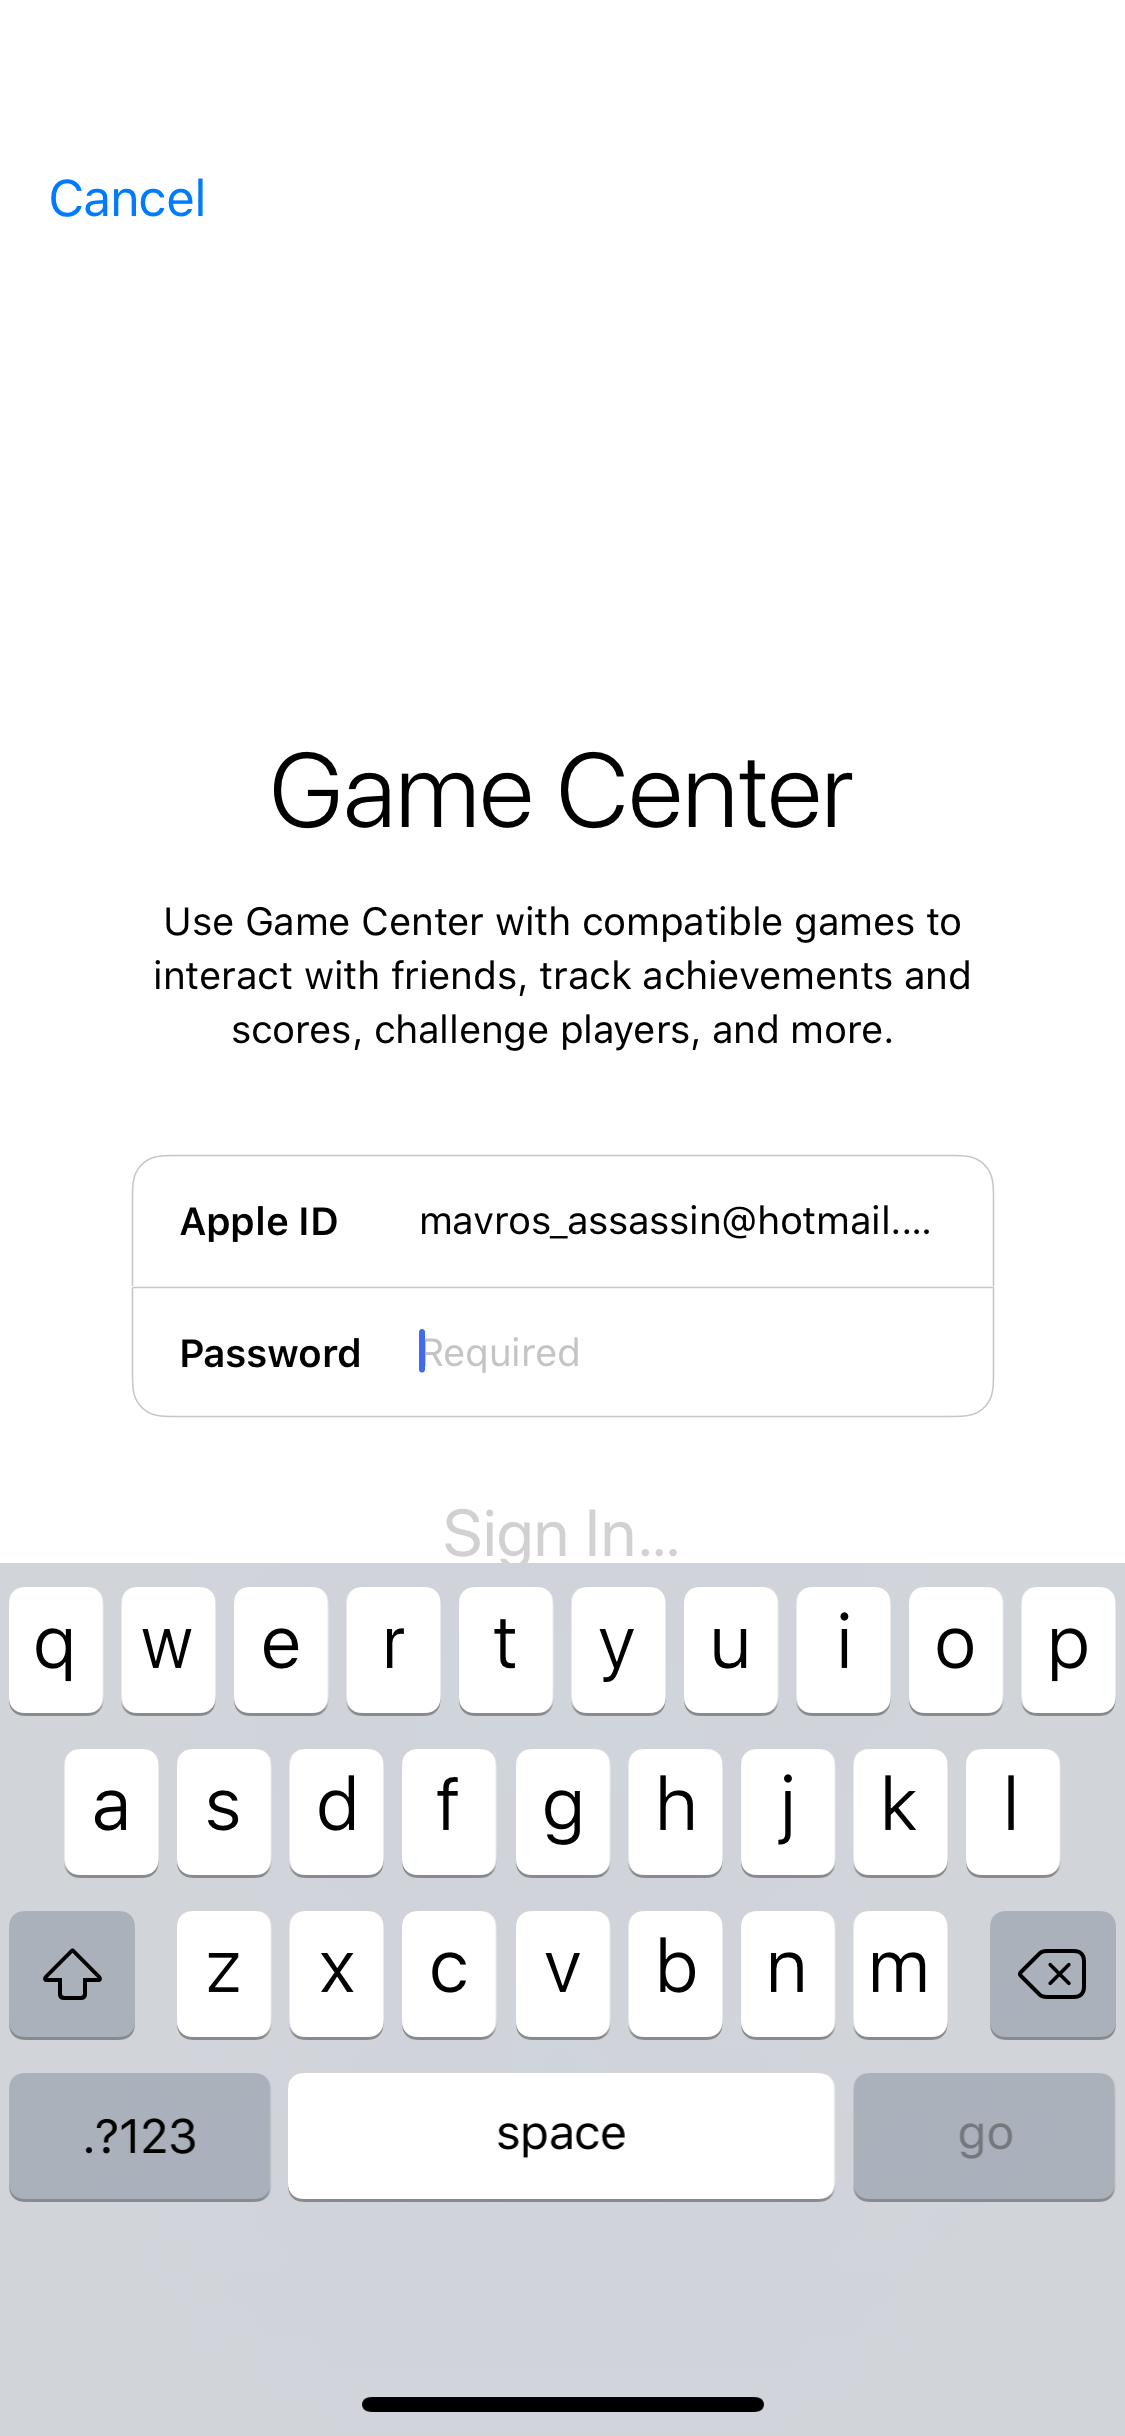 Cancel
Game Center
Use Game Center with compatible games to
interact with friends, track achievements and
scores, challenge players, and more.
Apple ID mavros_assassin@hotmail....
Password Required
Sign In...
q w e r t y u i o p
a s d f g h j k l
z x c v b n m
.?123 space go